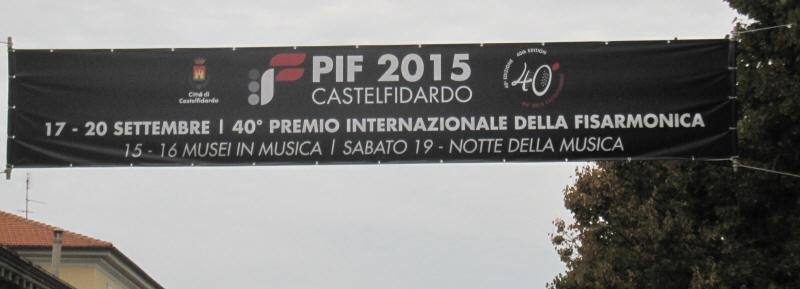 PIF 2015
CASTELFIDARDO
Città di
Castelfidardo
40
17 - 20 SETTEMBRE | 40° PREMIO INTERNAZIONALE DELLA FISARMONICA
15 - 16 MUSEI IN MUSICA | SABATO 19 - NOTTE DELLA MUSICA